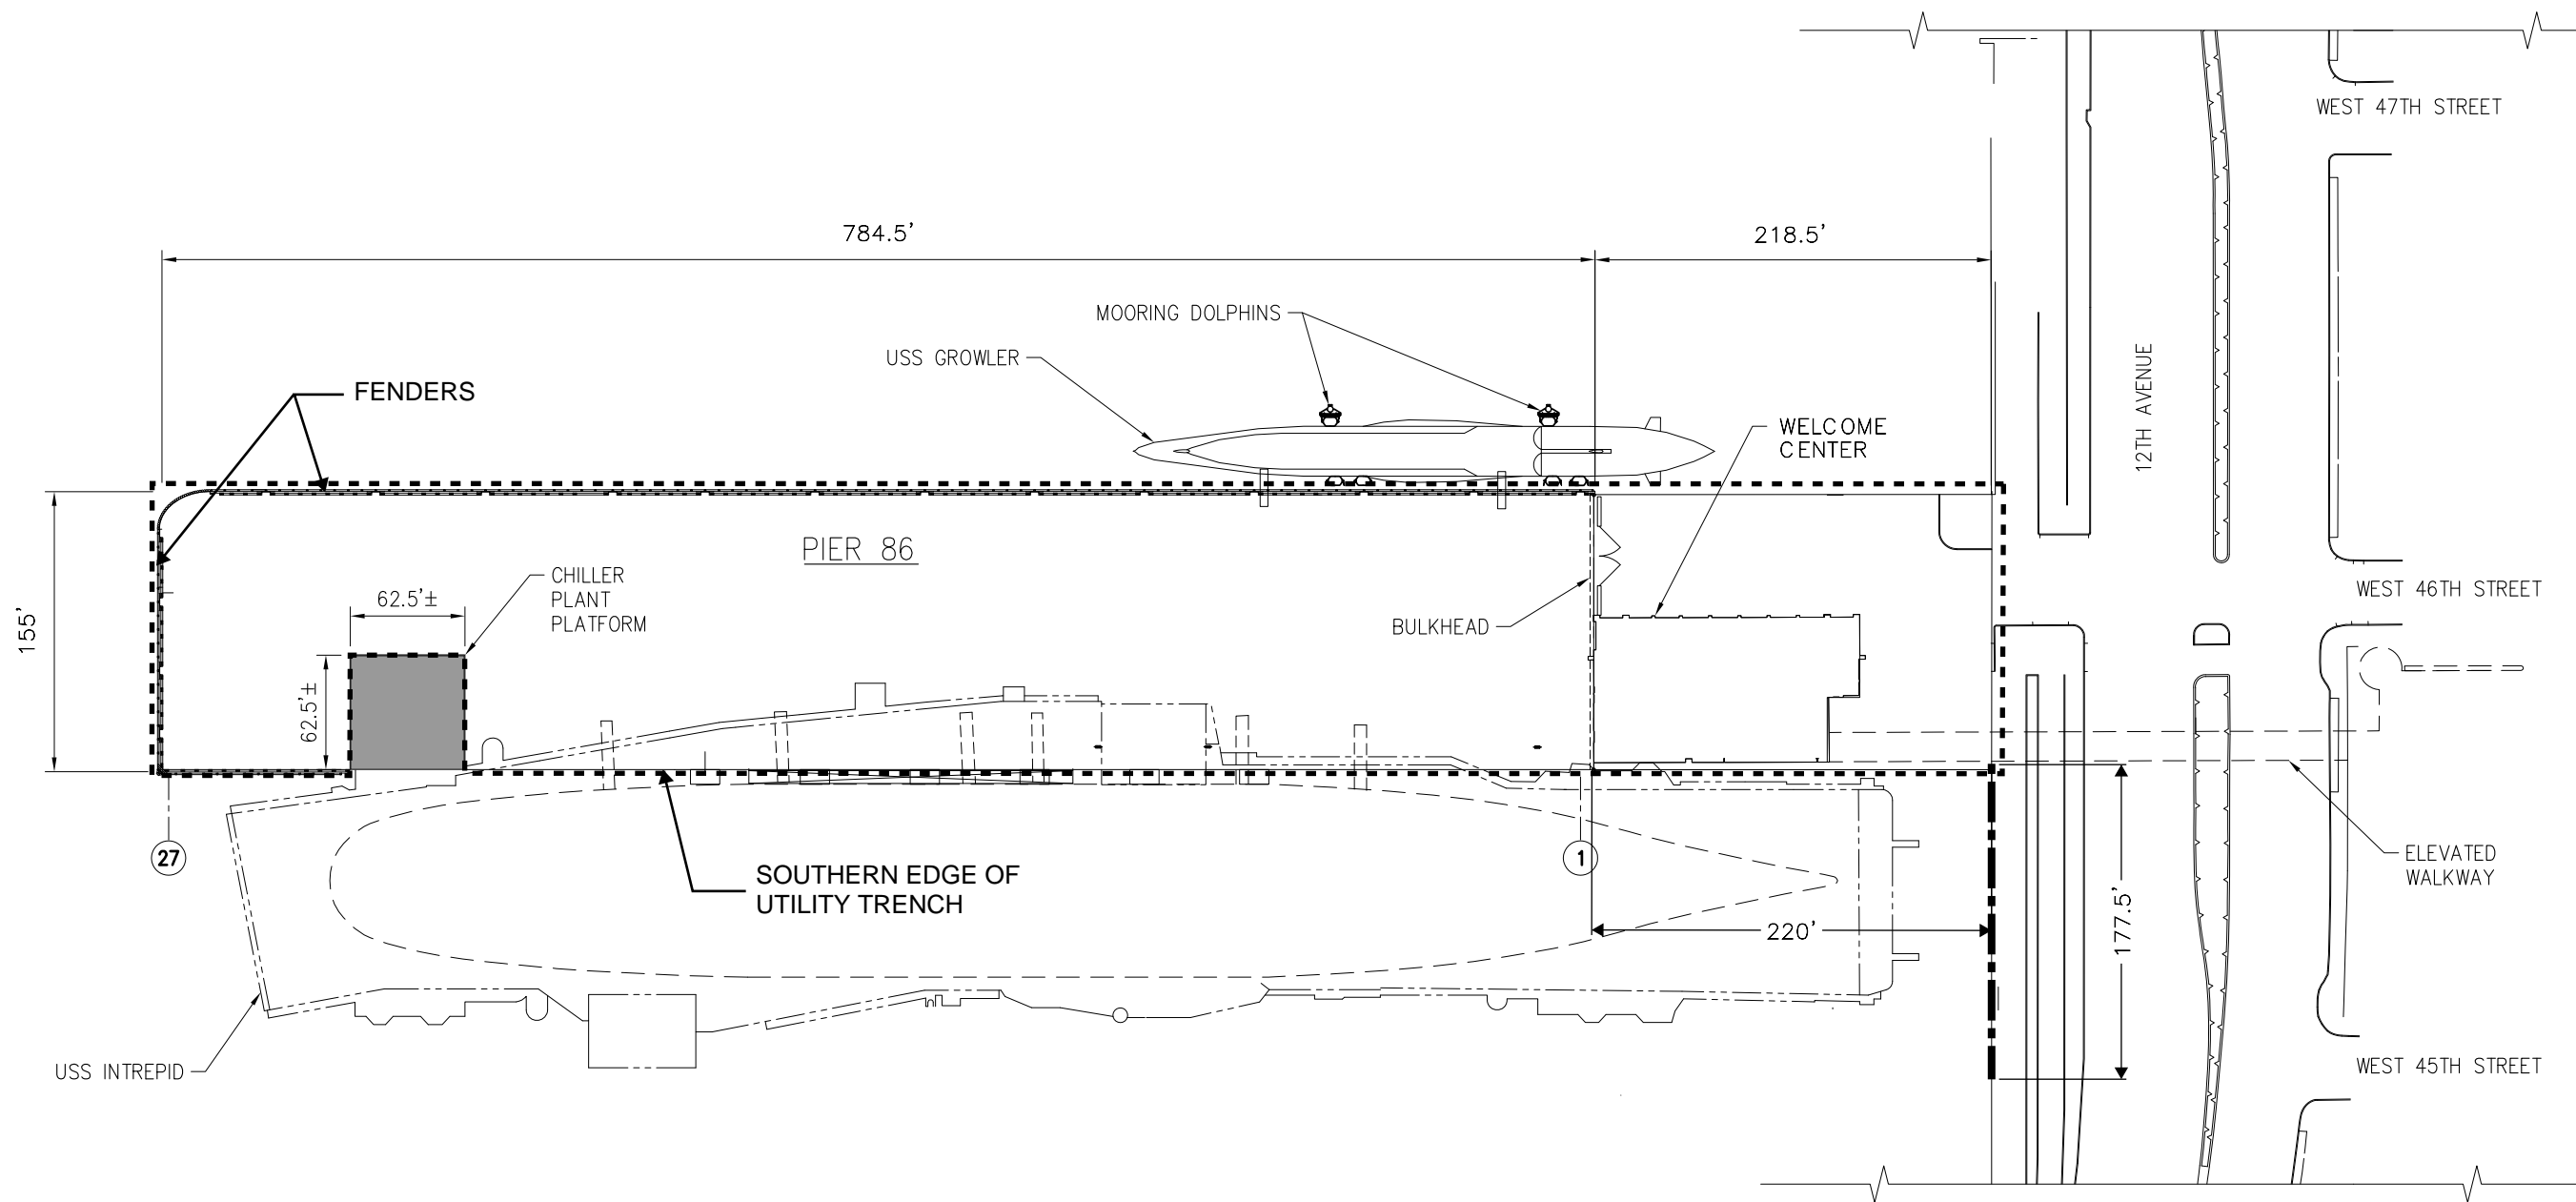 WEST 47TH STREET
784.5'
218.5'
MOORING DOLPHINS
USS GROWLER
12TH AVENUE
FENDERS
WELCOME
CENTER
PIER 86
CHILLER
PLANT
PLATFORM
62.5'±
WEST 46TH STREET
155'
BULKHEAD
62.5'±
27
1
SOUTHERN EDGE OF
UTILITY TRENCH
ELEVATED
WALKWAY
220'
177.5'
USS INTREPID
WEST 45TH STREET